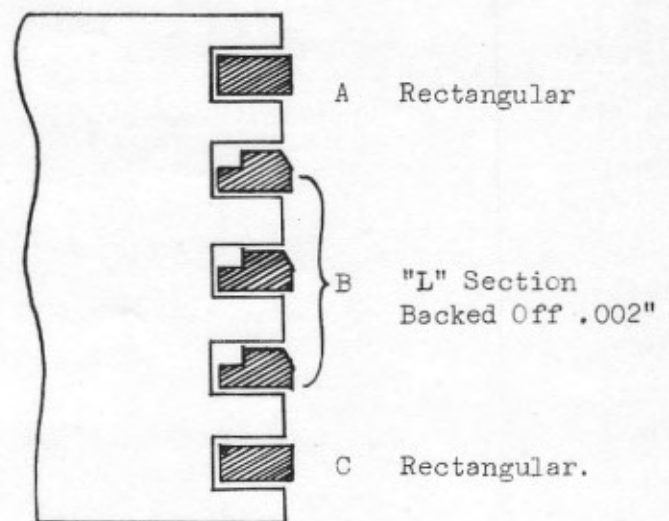 A Rectangular
B "L" Section
Backed Off .002"
C Rectangular.